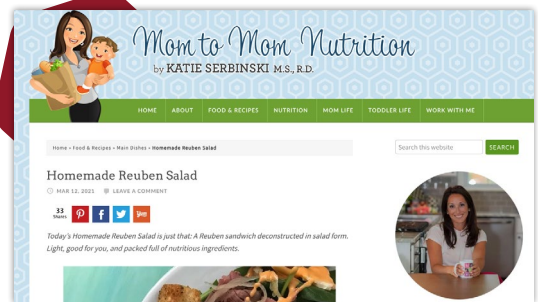 Mom to Mom Nutrition
by KATIE SERBINSKI M.S., R.D.
HOME ABOUT FOOD & RECIPES NUTRITION MOM LIFE TODDLER LIFE WORK WITH ME
Home » Food & Recipes » Main Dishes » Homemade Reuben Salad
Search this website SEARCH
Homemade Reuben Salad
MAR 12, 2021 LEAVE A COMMENT
33
Shares
Today's Homemade Reuben Salad is just that: A Reuben sandwich deconstructed in salad form.
Light, good for you, and packed full of nutritious ingredients.